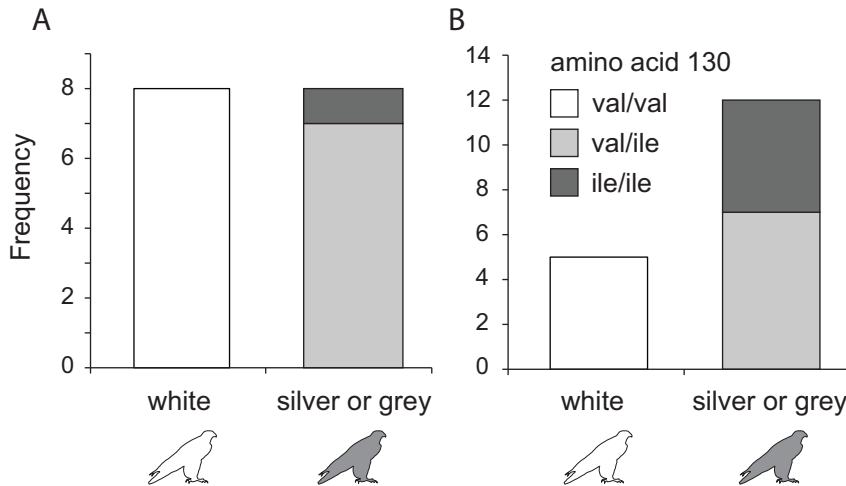 A
B
8
6
4
2
0
Frequency
white
silver or grey
14
12
10
8
6
4
2
0
amino acid 130
val/val
val/ile
ile/ile
white
silver or grey